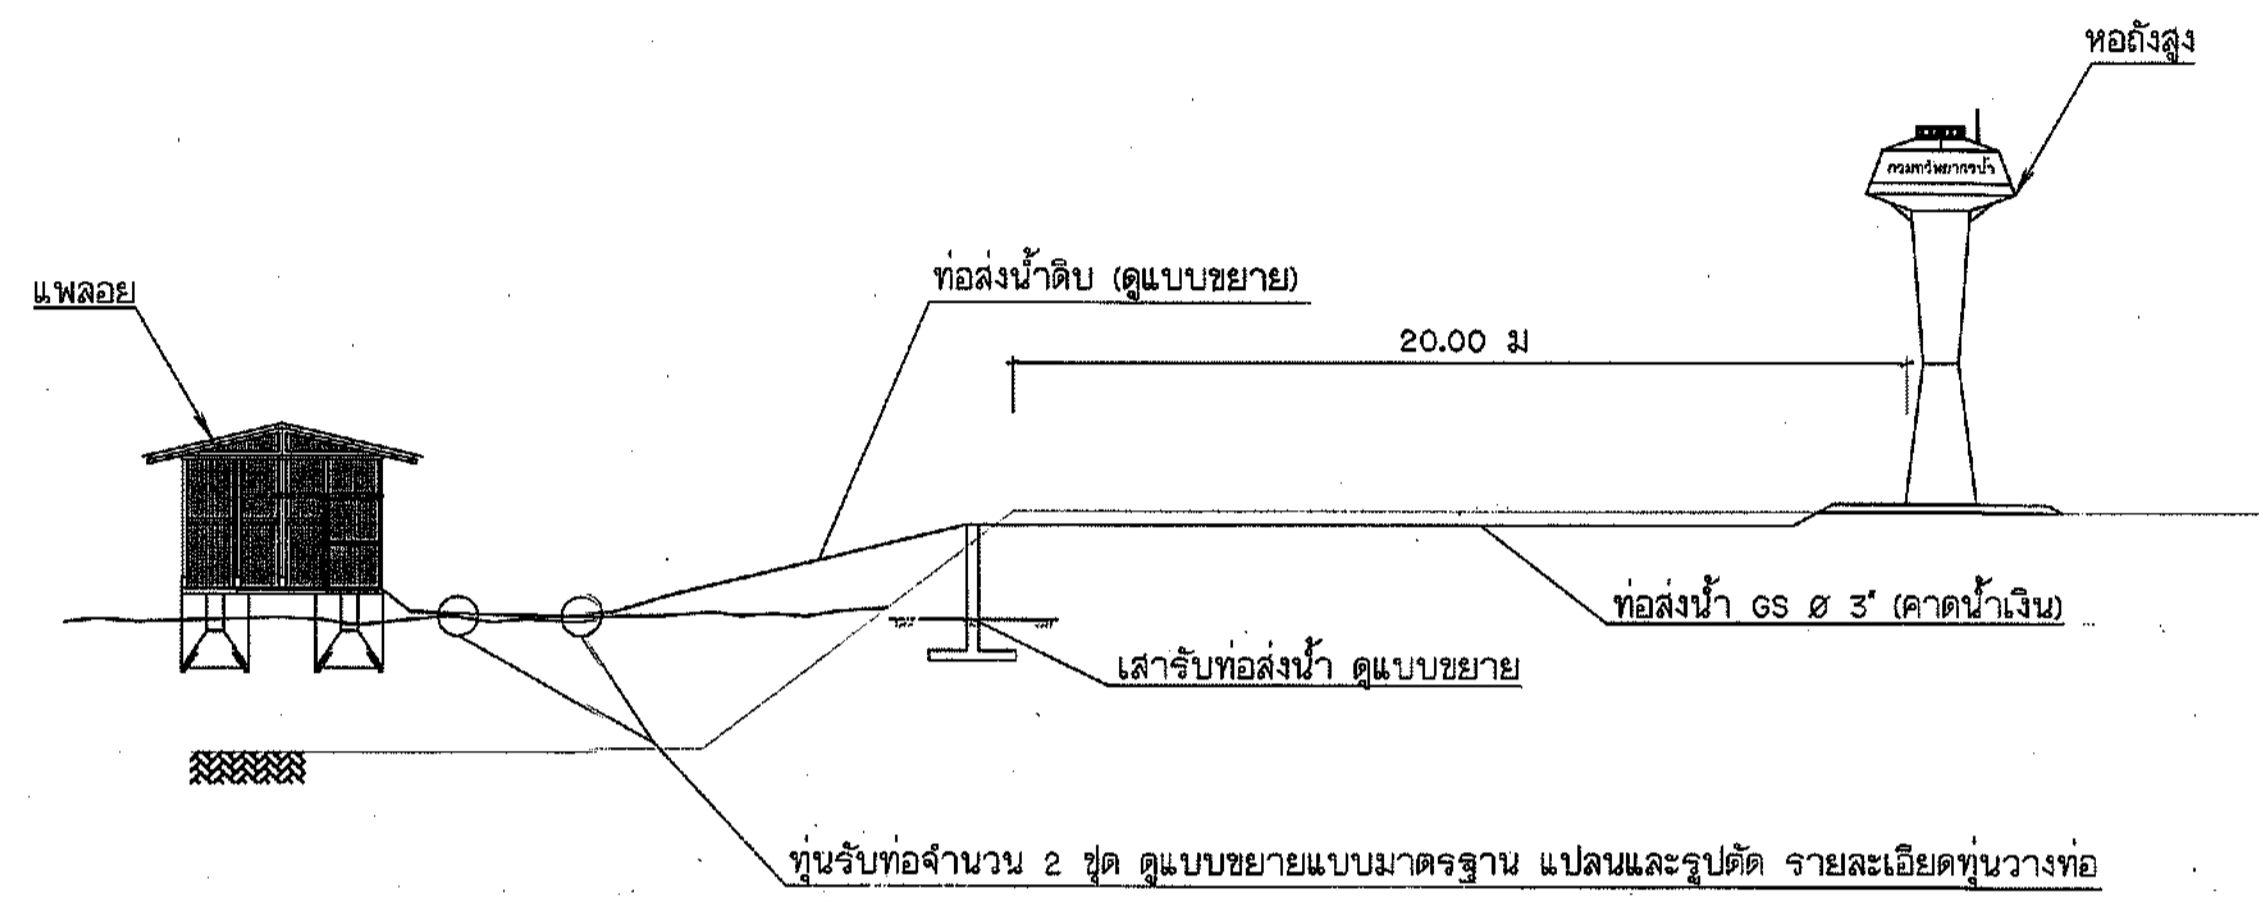 หอถังสูง
กรมทรัพยากรน้ำ
ท่อส่งน้ำดิบ (ดูแบบขยาย)
แพลอย
20.00 ม
ท่อส่งน้ำ GS Ø 3" (คาดน้ำเงิน)
เสารับท่อส่งน้ำ ดูแบบขยาย
ทุ่นรับท่อจำนวน 2 ชุด ดูแบบขยายแบบมาตรฐาน แปลนและรูปตัด รายละเอียดทุ่นวางท่อ